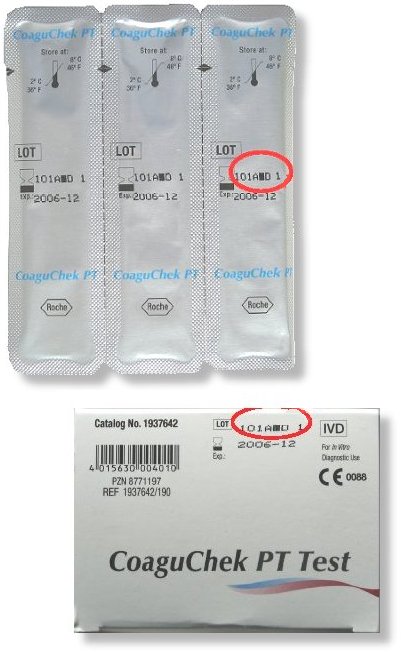 CoaguChek PT CoaguChek PT CoaguChek PT
Store at: Store at: Store at:
8° C 8° C 8° C
46° F 46° F 46° F
2° C 2° C 2° C
36° F 36° F 36° F
LOT LOT LOT
101A■D 1 101A■D 1 101A■D 1
Exp.: 2006-12 Exp.: 2006-12 Exp.: 2006-12
CoaguChek PT CoaguChek PT CoaguChek PT
Roche Roche Roche
Catalog No. 1937642
4 015630 004010
PZN 8771197
REF 1937642/190
LOT 101A■D 1
Exp.: 2006-12
IVD
For In Vitro
Diagnostic Use
CE 0088
CoaguChek PT Test